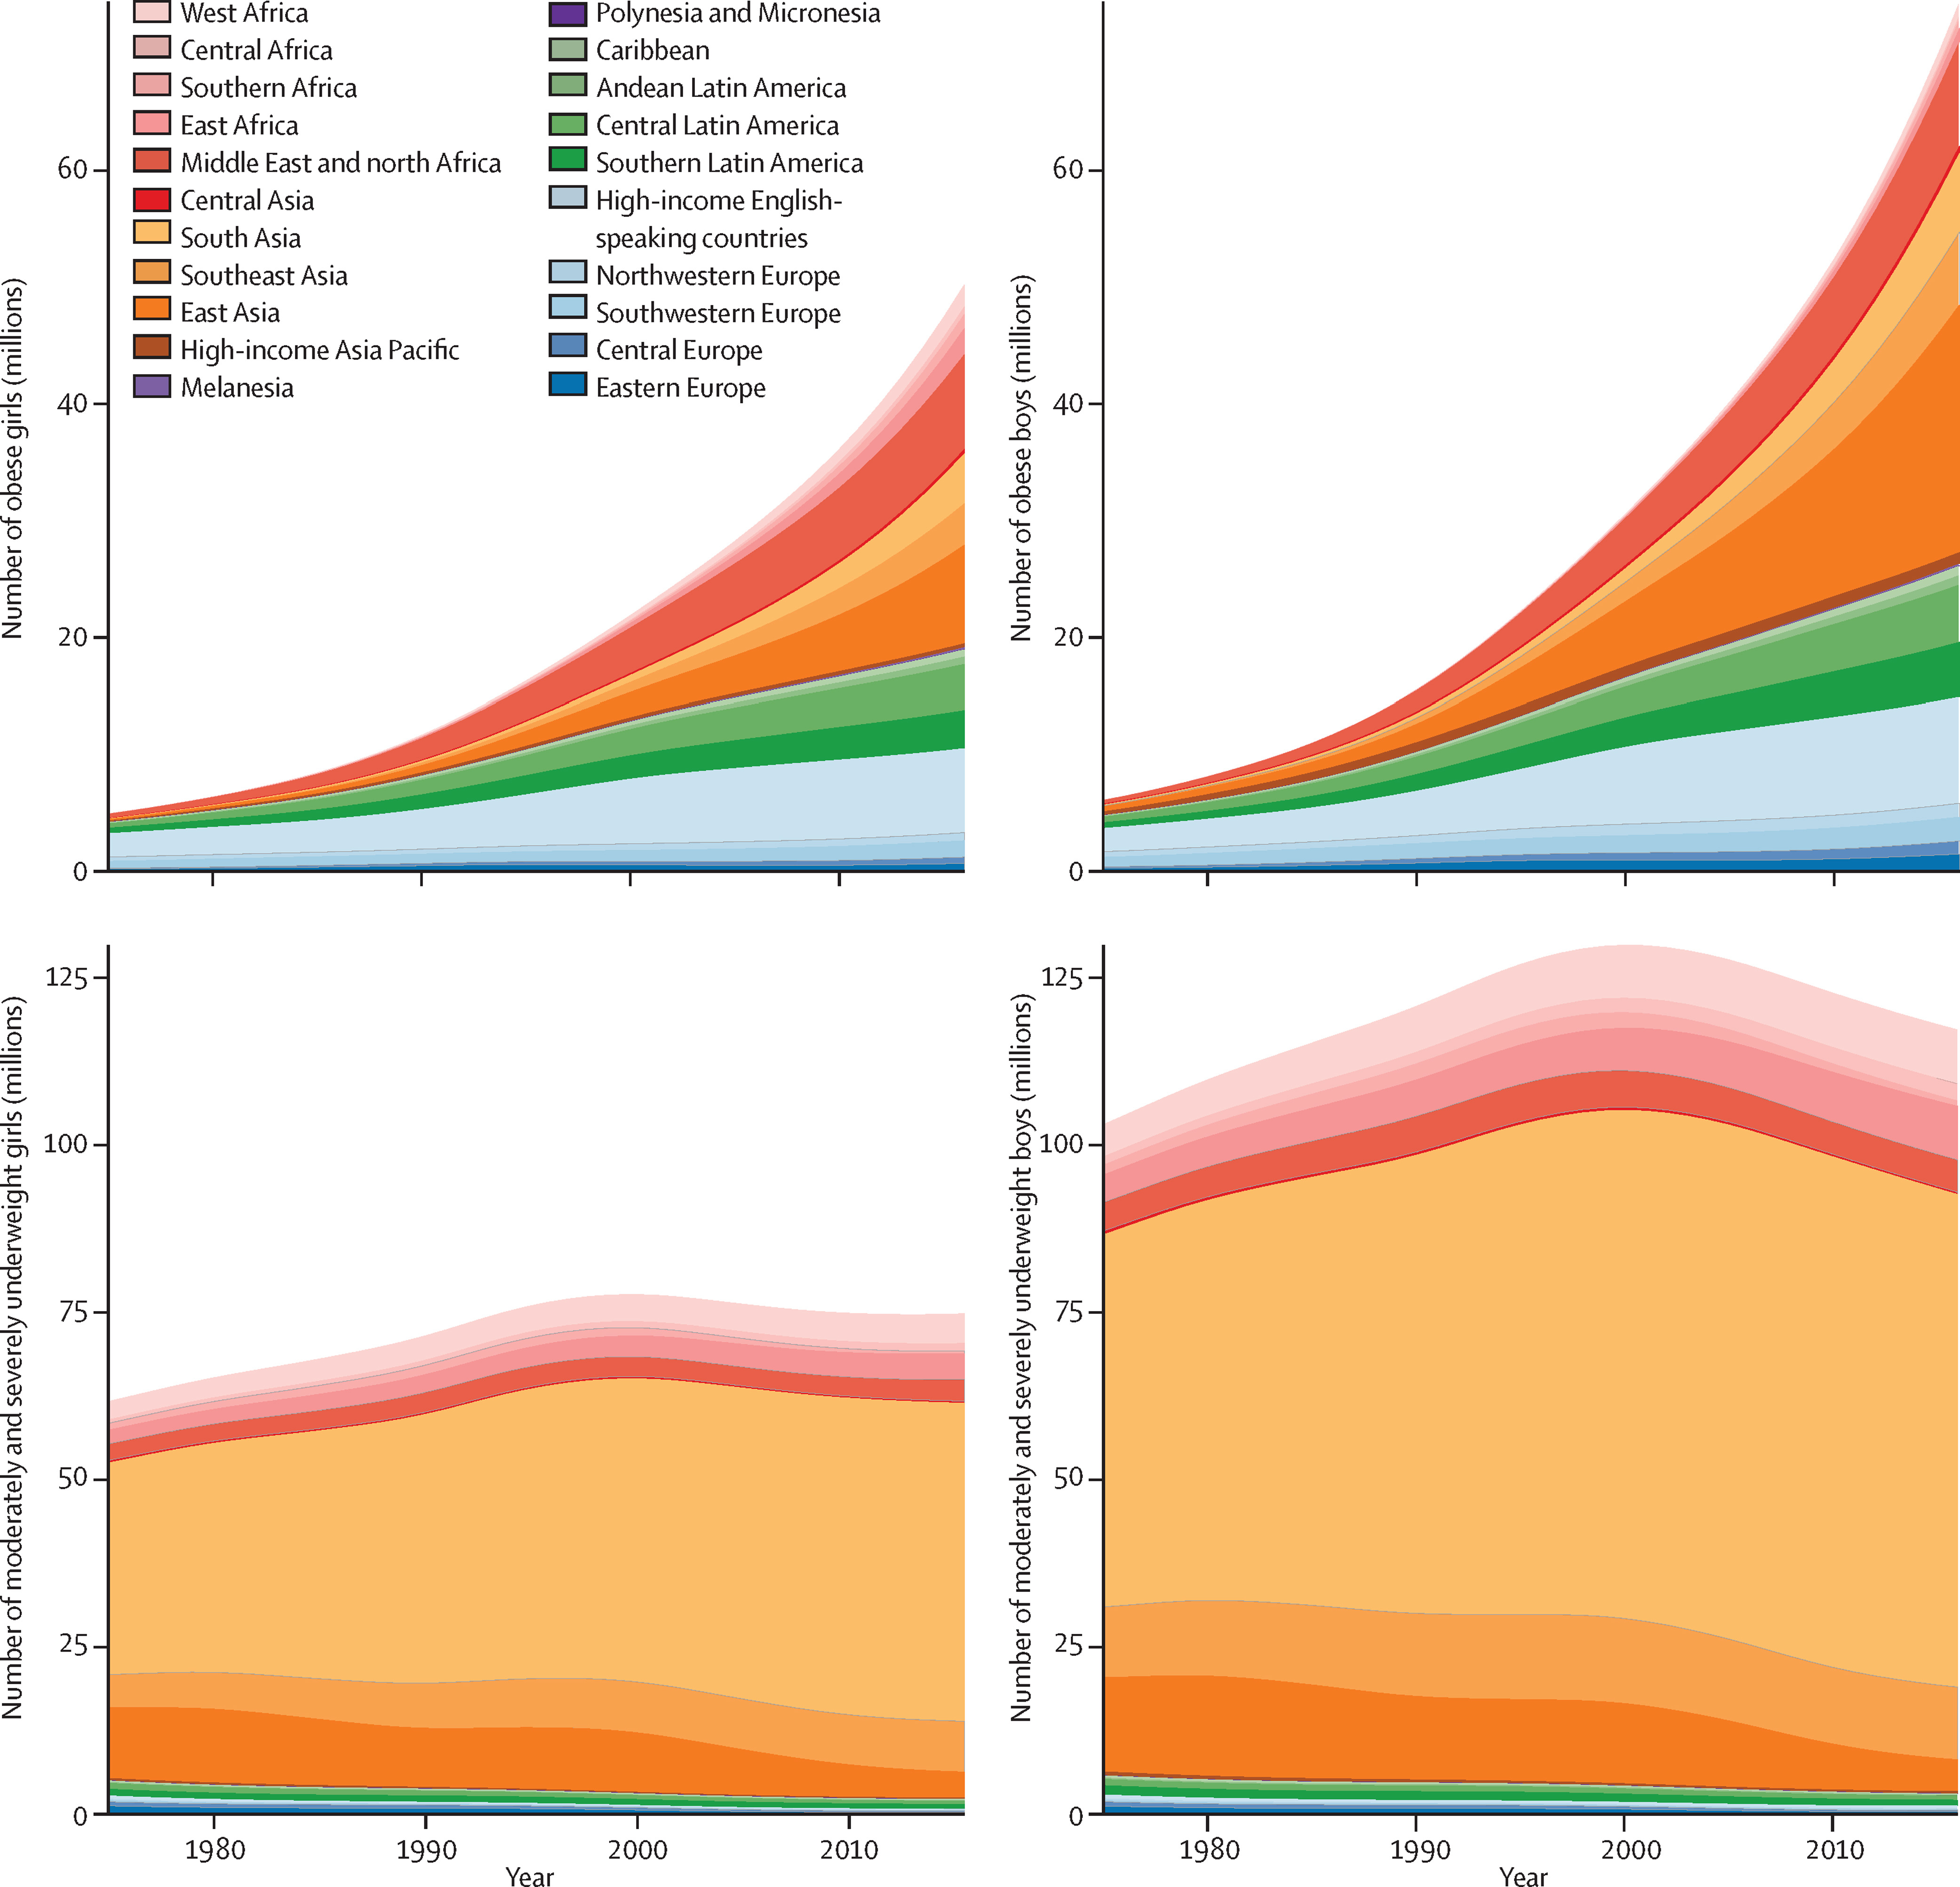 West Africa
Central Africa
Southern Africa
East Africa
Middle East and north Africa
Central Asia
South Asia
Southeast Asia
East Asia
High-income Asia Pacific
Melanesia
Polynesia and Micronesia
Caribbean
Andean Latin America
Central Latin America
Southern Latin America
High-income English-
speaking countries
Northwestern Europe
Southwestern Europe
Central Europe
Eastern Europe
Number of obese girls (millions)
60
40
20
0
Number of obese boys (millions)
60
40
20
0
Number of moderately and severely underweight girls (millions)
125
100
75
50
25
0
1980
1990
2000
2010
Year
Number of moderately and severely underweight boys (millions)
125
100
75
50
25
0
1980
1990
2000
2010
Year